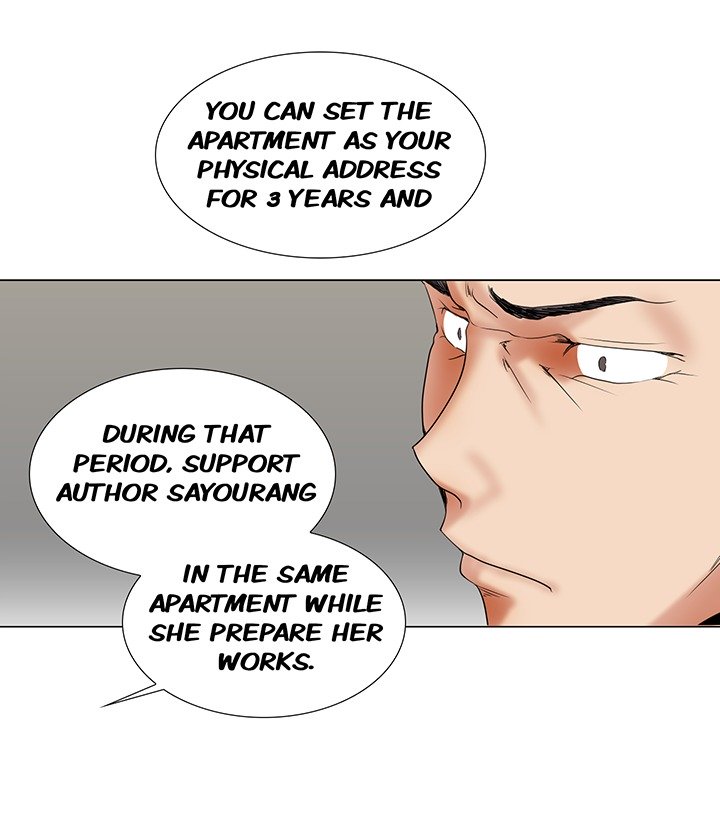 YOU CAN SET THE
APARTMENT AS YOUR
PHYSICAL ADDRESS
FOR 3 YEARS AND
DURING THAT
PERIOD, SUPPORT
AUTHOR SAYOURANG
IN THE SAME
APARTMENT WHILE
SHE PREPARE HER
WORKS.